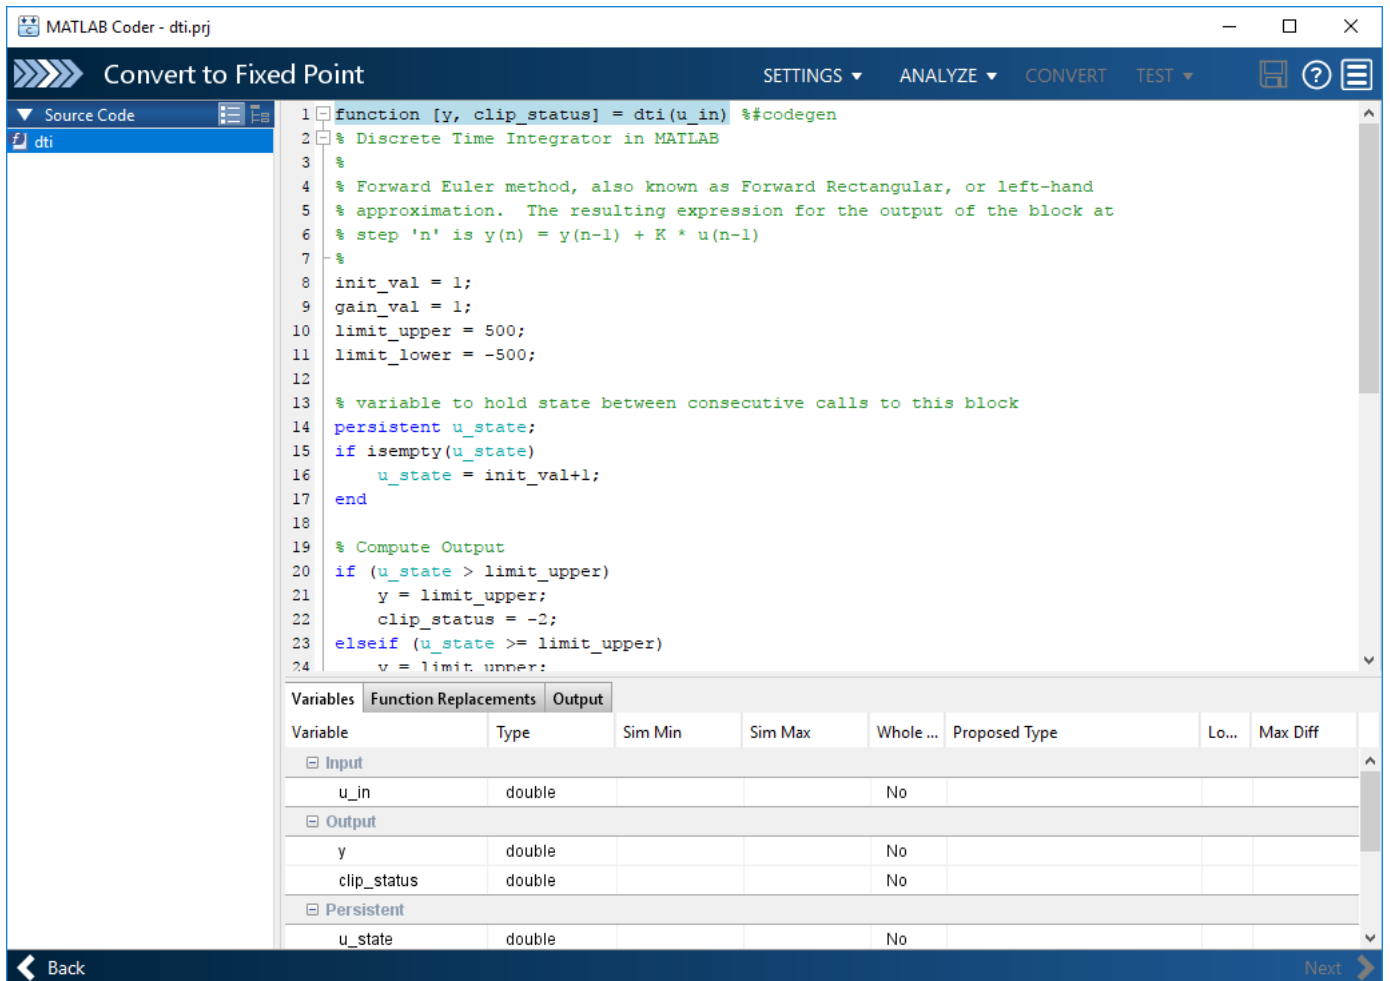 MATLAB Coder - dti.prj
Convert to Fixed Point
SETTINGS ANALYZE CONVERT TEST
Source Code
dti
1 function [y, clip_status] = dti(u_in) %#codegen
2 % Discrete Time Integrator in MATLAB
3 %
4 % Forward Euler method, also known as Forward Rectangular, or left-hand
5 % approximation.  The resulting expression for the output of the block at
6 % step 'n' is y(n) = y(n-1) + K * u(n-1)
7 %
8 init_val = 1;
9 gain_val = 1;
10 limit_upper = 500;
11 limit_lower = -500;
12
13 % variable to hold state between consecutive calls to this block
14 persistent u_state;
15 if isempty(u_state)
16     u_state = init_val+1;
17 end
18
19 % Compute Output
20 if (u_state > limit_upper)
21     y = limit_upper;
22     clip_status = -2;
23 elseif (u_state >= limit_upper)
24     y = limit_upper;
Variables Function Replacements Output
Variable Type Sim Min Sim Max Whole ... Proposed Type Lo... Max Diff
Input
u_in double No
Output
y double No
clip_status double No
Persistent
u_state double No
Back Next